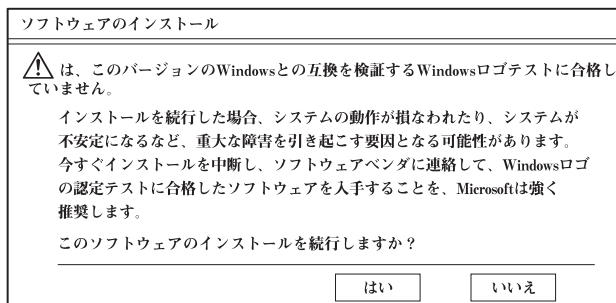 ソフトウェアのインストール
は、このバージョンのWindowsとの互換を検証するWindowsロゴテストに合格し
ていません。
インストールを続行した場合、システムの動作が損なわれたり、システムが
不安定になるなど、重大な障害を引き起こす要因となる可能性があります。
今すぐインストールを中断し、ソフトウェアベンダに連絡して、Windowsロゴ
の認定テストに合格したソフトウェアを入手することを、Microsoftは強く
推奨します。
このソフトウェアのインストールを続行しますか？
はい
いいえ